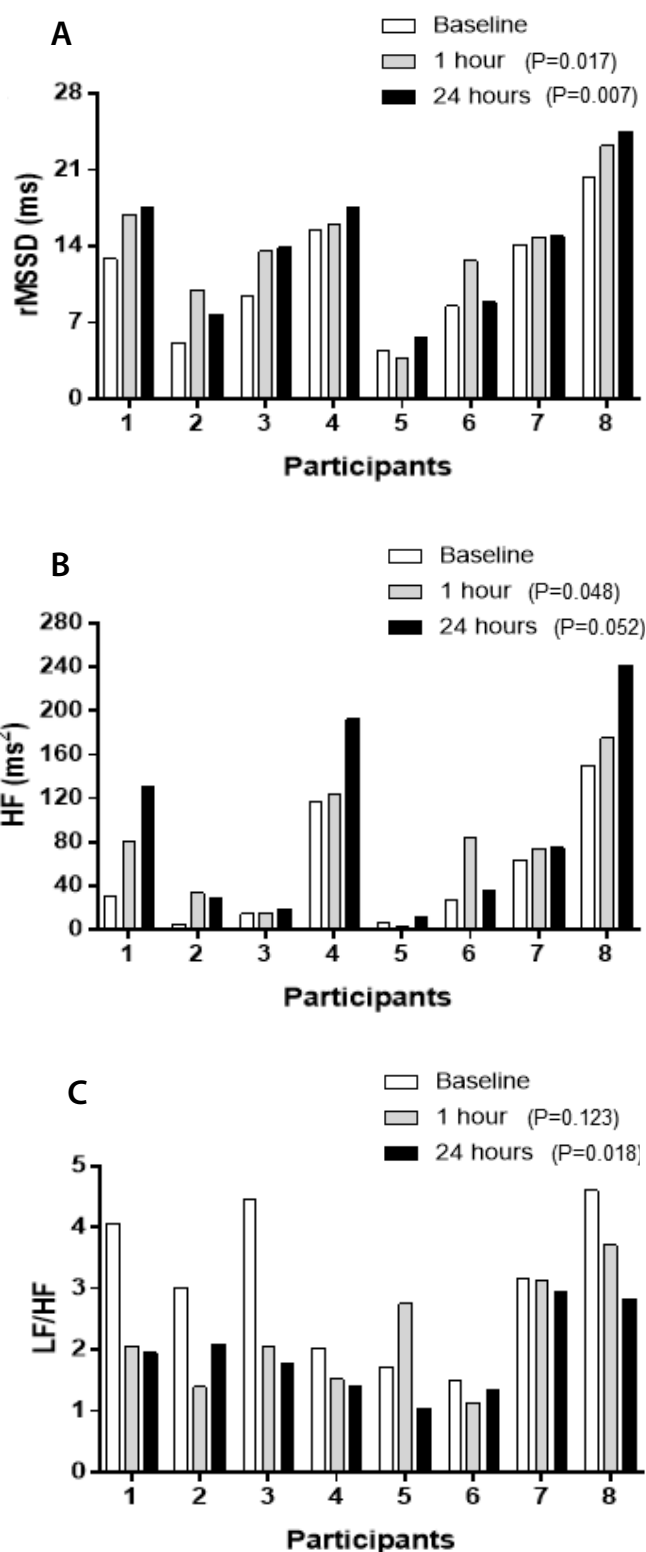 A
Baseline
1 hour (P=0.017)
24 hours (P=0.007)
28
21
14
7
0
rMSSD (ms)
1 2 3 4 5 6 7 8
Participants
B
Baseline
1 hour (P=0.048)
24 hours (P=0.052)
280
240
200
160
120
80
40
0
HF (ms²)
1 2 3 4 5 6 7 8
Participants
C
Baseline
1 hour (P=0.123)
24 hours (P=0.018)
5
4
3
2
1
0
LF/HF
1 2 3 4 5 6 7 8
Participants